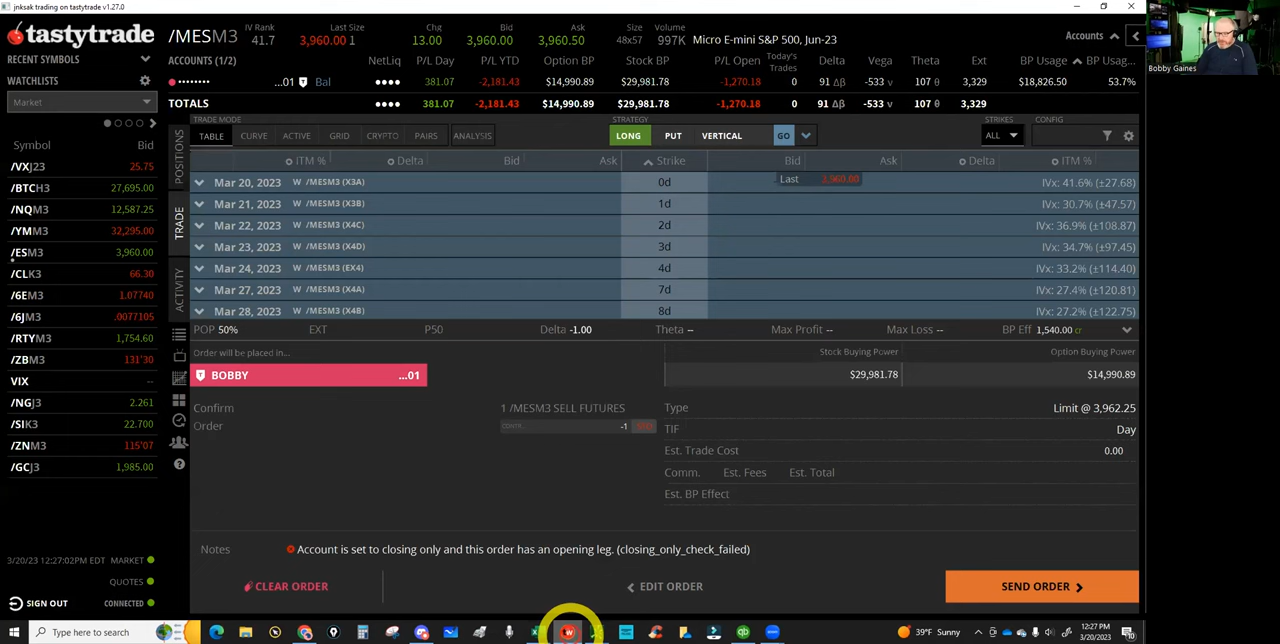 jnksak trading on tastytrade v1.27.0
tastytrade
/MESM3 IV Rank 41.7 Last Size 3,960.00 1 Chg 13.00 Bid 3,960.00 Ask 3,960.50 Size 48x57 Volume 997K Micro E-mini S&P 500, Jun-23
Accounts
Bobby Gaines
RECENT SYMBOLS
ACCOUNTS (1/2) NetLiq P/L Day P/L YTD Option BP Stock BP P/L Open Today's Trades Delta Vega Theta Ext BP Usage BP Usag...
WATCHLISTS
...01 Bal 381.07 -2,181.43 $14,990.89 $29,981.78 -1,270.18 0 91 Δβ -533 ν 107 θ 3,329 $18,826.50 53.7%
Market
TOTALS 381.07 -2,181.43 $14,990.89 $29,981.78 -1,270.18 0 91 Δβ -533 ν 107 θ 3,329
TRADE MODE STRATEGY STRIKES CONFIG
TABLE CURVE ACTIVE GRID CRYPTO PAIRS ANALYSIS LONG PUT VERTICAL GO ALL
Symbol Bid
POSITIONS
TRADE
ACTIVITY
ITM % Delta Bid Ask Strike Bid Ask Delta ITM %
Last 3,960.00
Mar 20, 2023 W /MESM3 (X3A) 0d IVx: 41.6% (±27.68)
Mar 21, 2023 W /MESM3 (X3B) 1d IVx: 30.7% (±47.57)
Mar 22, 2023 W /MESM3 (X4C) 2d IVx: 36.9% (±108.87)
Mar 23, 2023 W /MESM3 (X4D) 3d IVx: 34.7% (±97.45)
Mar 24, 2023 W /MESM3 (EX4) 4d IVx: 33.2% (±114.40)
Mar 27, 2023 W /MESM3 (X4A) 7d IVx: 27.4% (±120.81)
Mar 28, 2023 W /MESM3 (X4B) 8d IVx: 27.2% (±122.75)
/VXJ23 25.75
/BTCH3 27,695.00
/NQM3 12,587.25
/YMM3 32,295.00
/ESM3 3,960.00
/CLK3 66.30
/6EM3 1.07740
/6JM3 .0077105
/RTYM3 1,754.60
/ZBM3 131'30
VIX --
/NGJ3 2.261
/SIK3 22.700
/ZNM3 115'07
/GCJ3 1,985.00
POP 50% EXT P50 Delta -1.00 Theta -- Max Profit -- Max Loss -- BP Eff 1,540.00 cr
Order will be placed in... Stock Buying Power Option Buying Power
BOBBY ...01 $29,981.78 $14,990.89
Confirm 1 /MESM3 SELL FUTURES Type Limit @ 3,962.25
Order -1 TIF Day
Est. Trade Cost 0.00
Comm. Est. Fees Est. Total
Est. BP Effect
Notes Account is set to closing only and this order has an opening leg. (closing_only_check_failed)
CLEAR ORDER EDIT ORDER SEND ORDER
3/20/23 12:27:02PM EDT MARKET
QUOTES
SIGN OUT CONNECTED
Type here to search
39°F Sunny
12:27 PM
3/20/2023